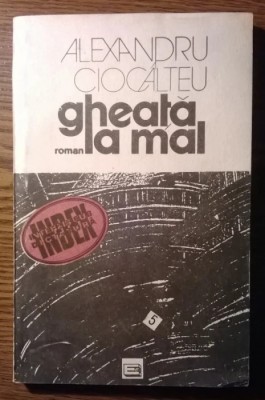 ALEXANDRU
CIOCÂLTEU
gheață
roman la mal
INDEX
5